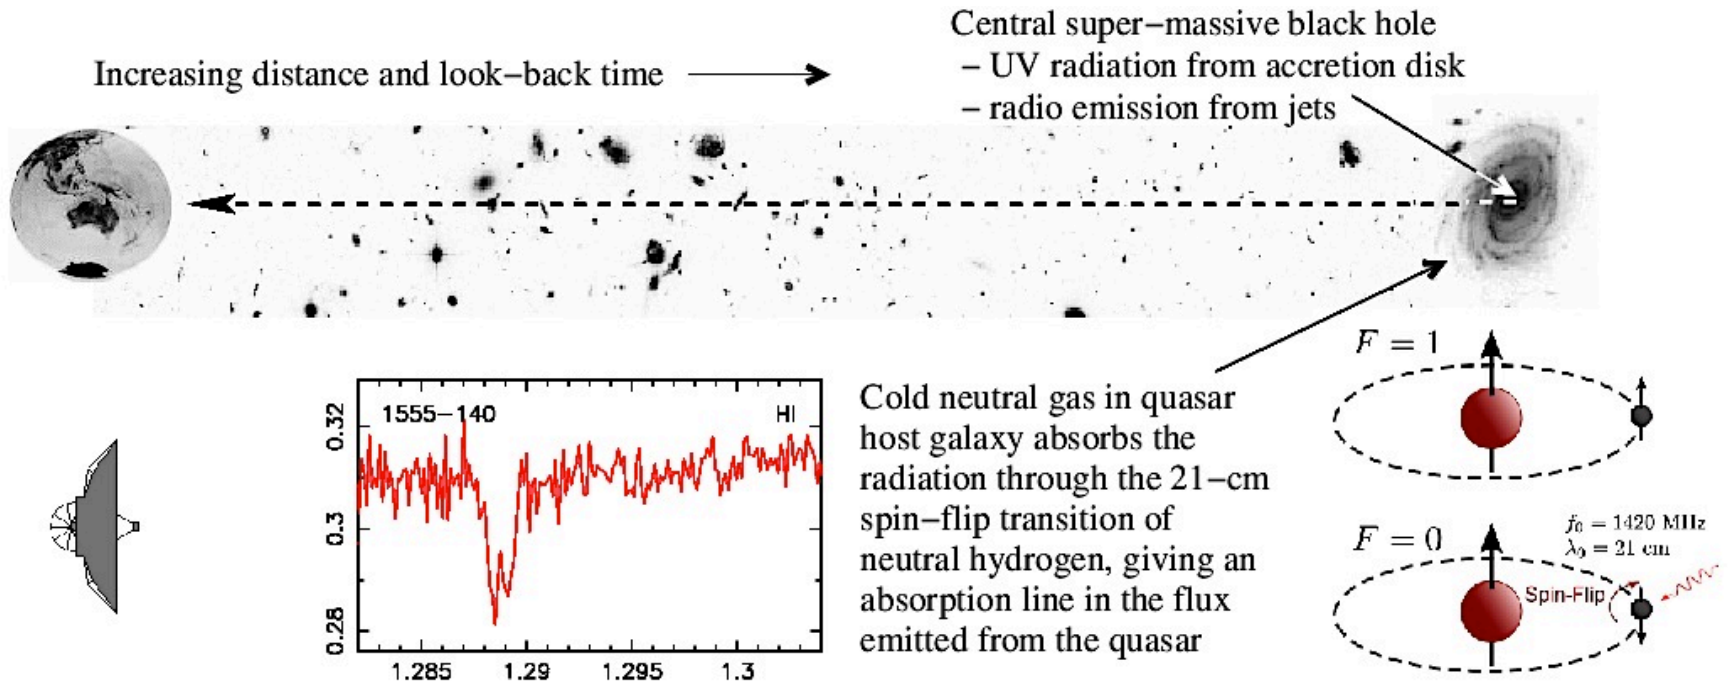 Increasing distance and look−back time
Central super−massive black hole
− UV radiation from accretion disk
− radio emission from jets
1555−140
HI
0.32
0.3
0.28
1.285
1.29
1.295
1.3
Cold neutral gas in quasar
host galaxy absorbs the
radiation through the 21−cm
spin−flip transition of
neutral hydrogen, giving an
absorption line in the flux
emitted from the quasar
F = 1
F = 0
f₀ = 1420 MHz
λ₀ = 21 cm
Spin-Flip